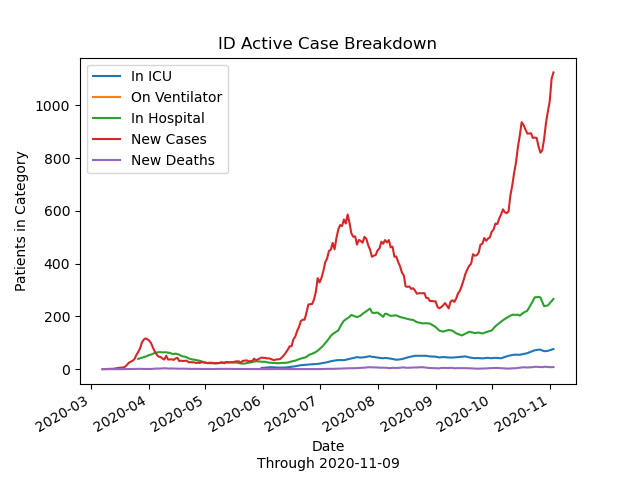 ID Active Case Breakdown
In ICU
On Ventilator
In Hospital
New Cases
New Deaths
Patients in Category
1000
800
600
400
200
0
2020-03
2020-04
2020-05
2020-06
2020-07
2020-08
2020-09
2020-10
2020-11
Date
Through 2020-11-09